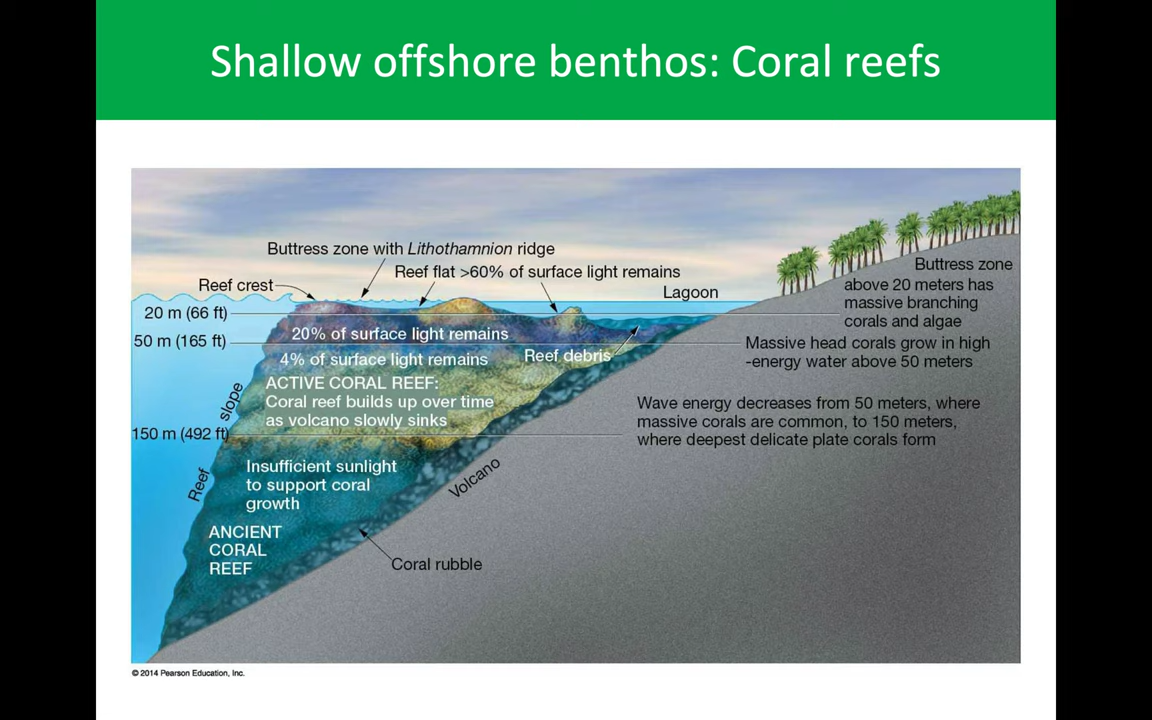 Shallow offshore benthos: Coral reefs
Buttress zone with Lithothamnion ridge
Reef flat >60% of surface light remains
Reef crest
Lagoon
20 m (66 ft)
50 m (165 ft)
150 m (492 ft)
20% of surface light remains
4% of surface light remains
Reef debris
ACTIVE CORAL REEF:
Coral reef builds up over time
as volcano slowly sinks
Buttress zone
above 20 meters has
massive branching
corals and algae
Massive head corals grow in high
-energy water above 50 meters
Wave energy decreases from 50 meters, where
massive corals are common, to 150 meters,
where deepest delicate plate corals form
Reef slope
Insufficient sunlight
to support coral
growth
Volcano
ANCIENT
CORAL
REEF
Coral rubble
© 2014 Pearson Education, Inc.